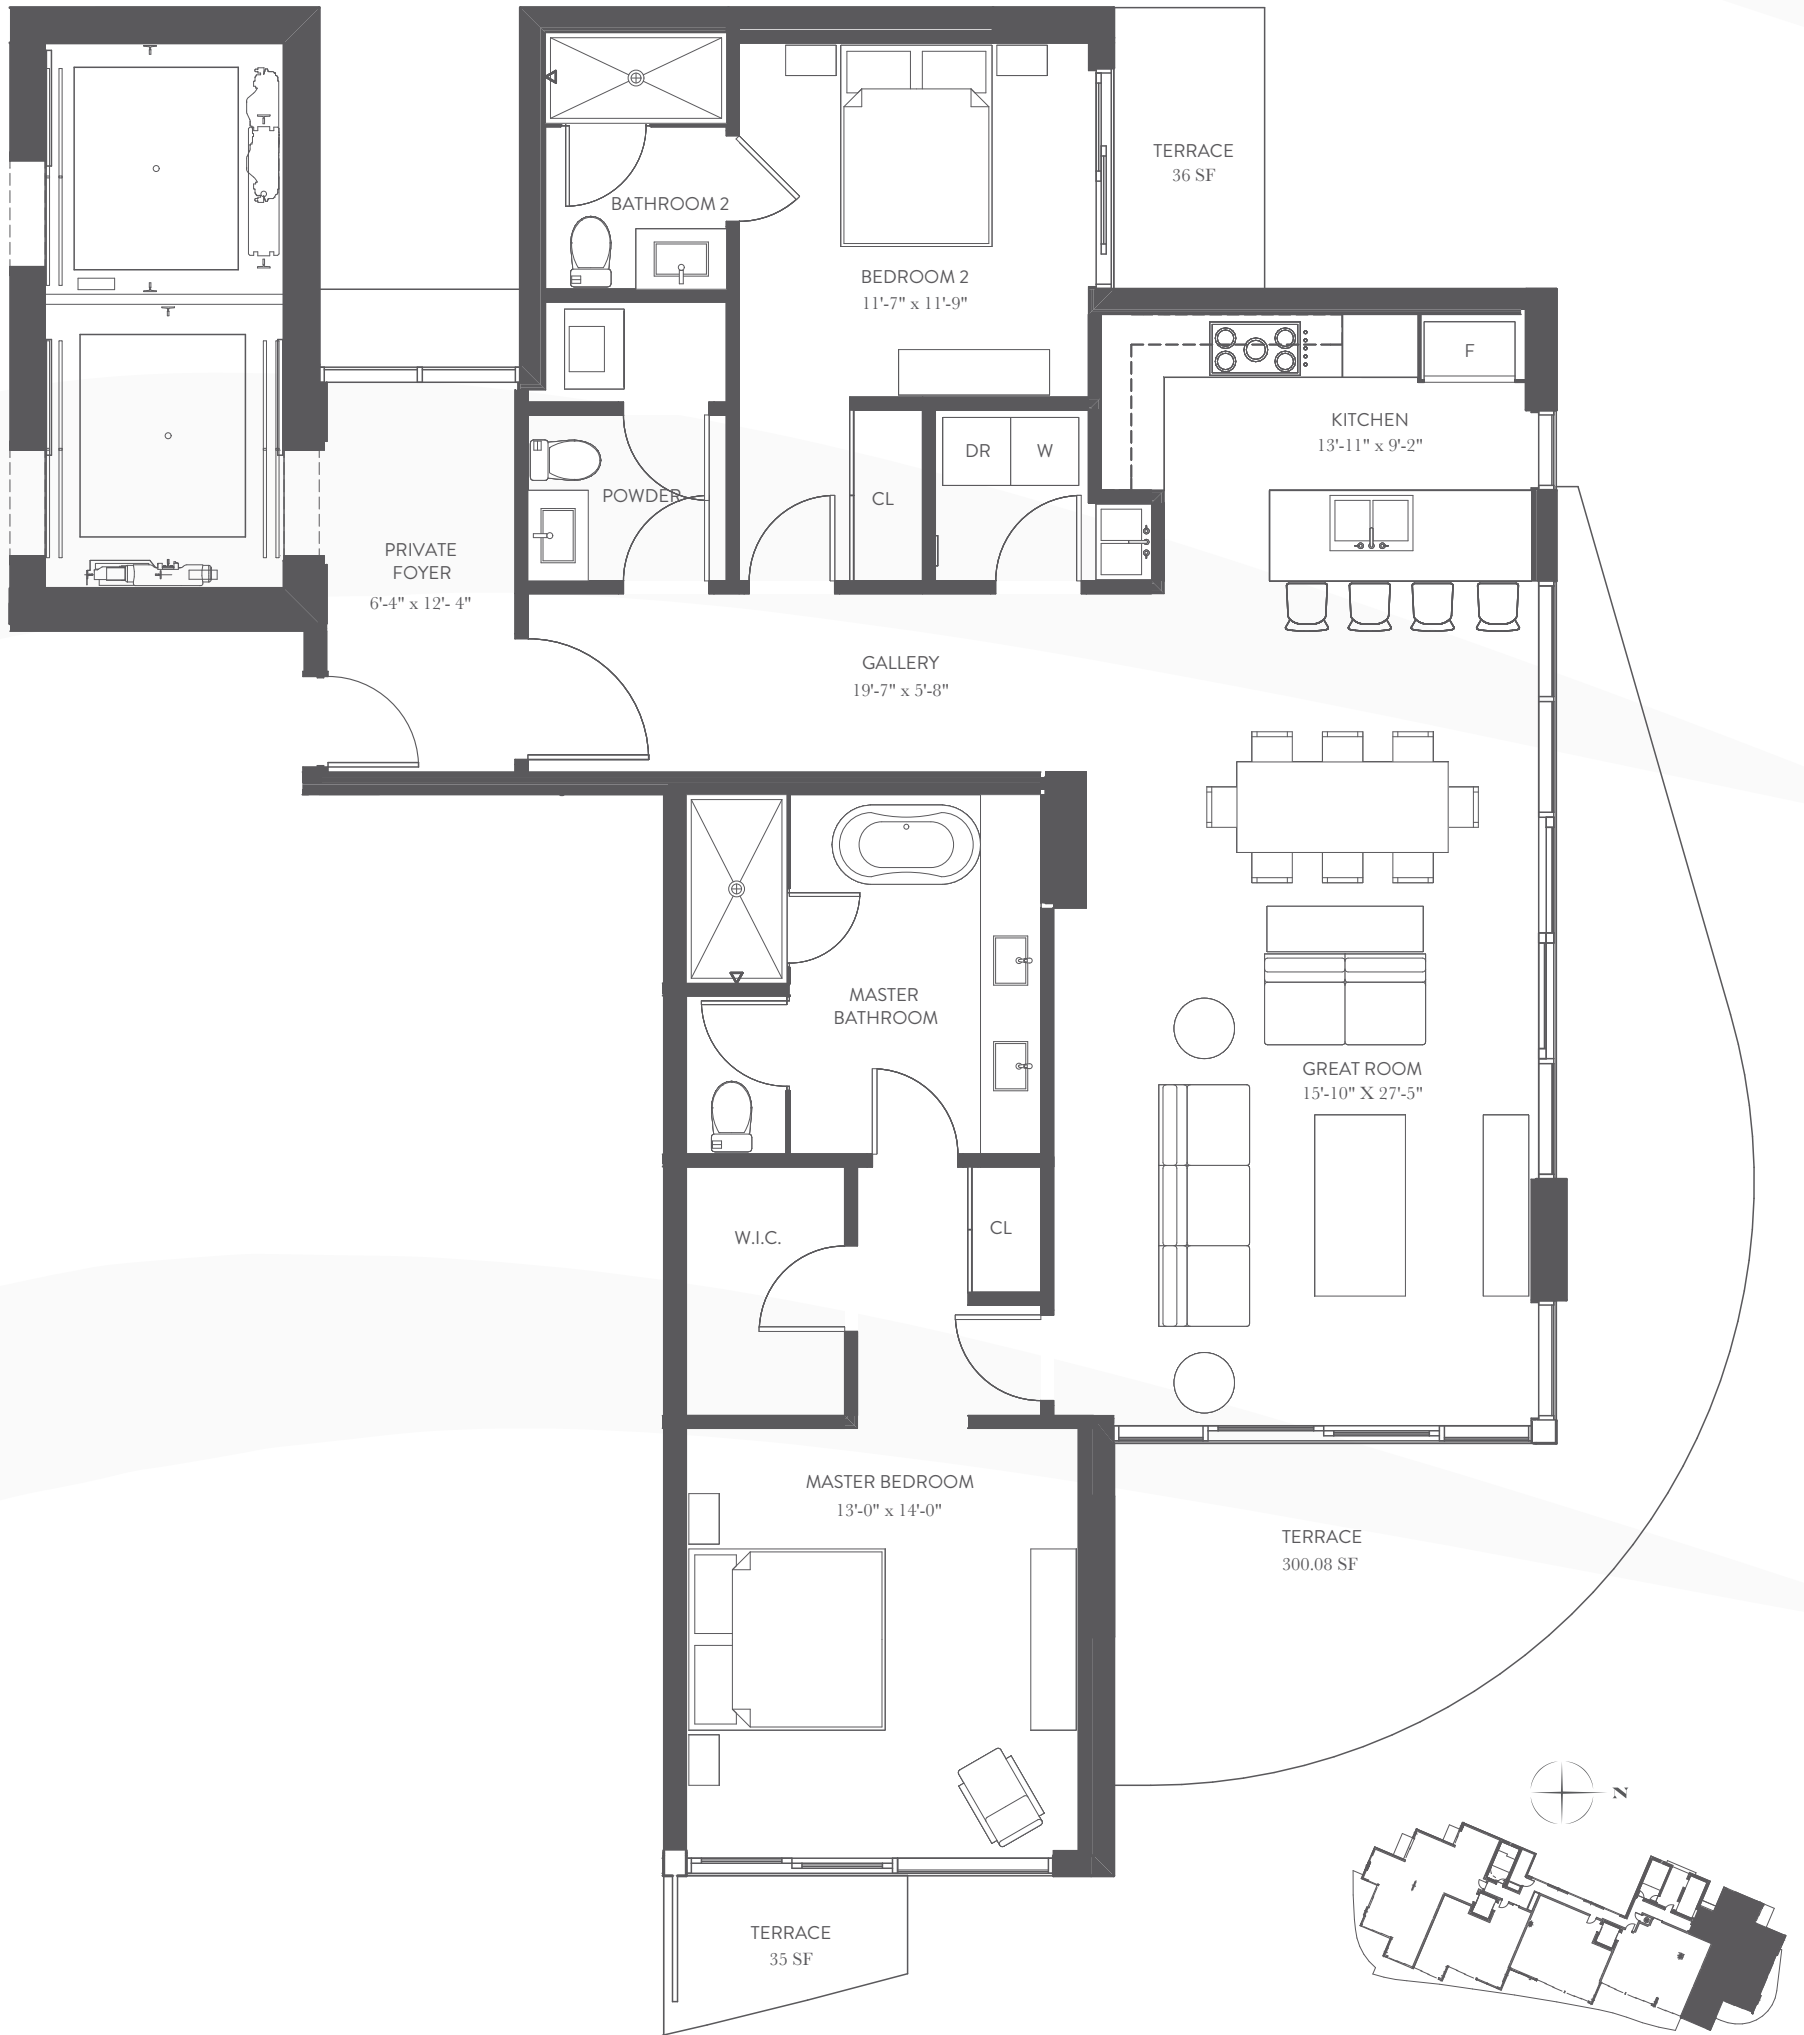 TERRACE
36 SF
BATHROOM 2
BEDROOM 2
11'-7" x 11'-9"
F
KITCHEN
13'-11" x 9'-2"
DR
W
CL
POWDER
PRIVATE
FOYER
6'-4" x 12'- 4"
GALLERY
19'-7" x 5'-8"
MASTER
BATHROOM
GREAT ROOM
15'-10" X 27'-5"
W.I.C.
CL
MASTER BEDROOM
13'-0" x 14'-0"
TERRACE
300.08 SF
N
TERRACE
35 SF